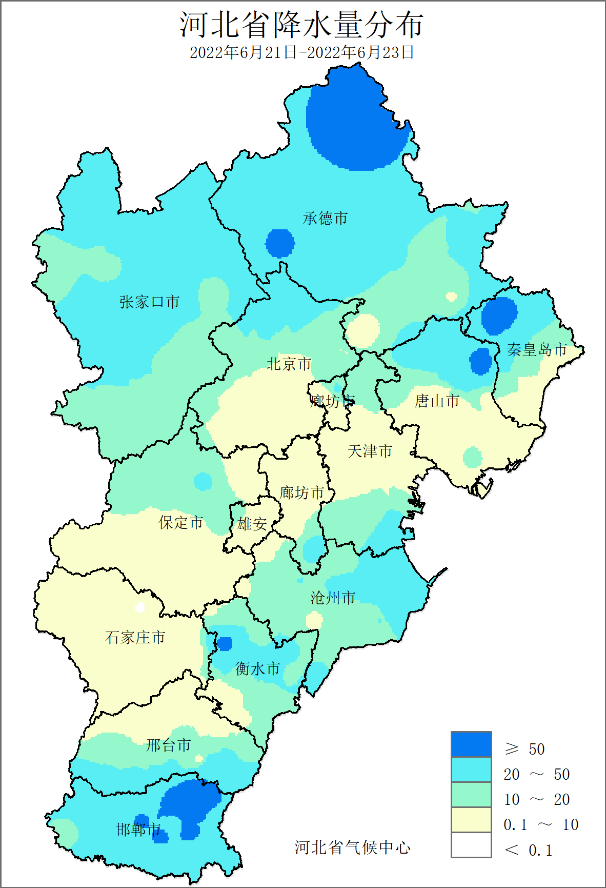 河北省降水量分布
2022年6月21日-2022年6月23日
承德市
张家口市
秦皇岛市
北京市
廊坊市
唐山市
天津市
廊坊市
保定市
雄安
沧州市
石家庄市
衡水市
邢台市
邯郸市
≥ 50
20 ～ 50
10 ～ 20
0.1 ～ 10
< 0.1
河北省气候中心